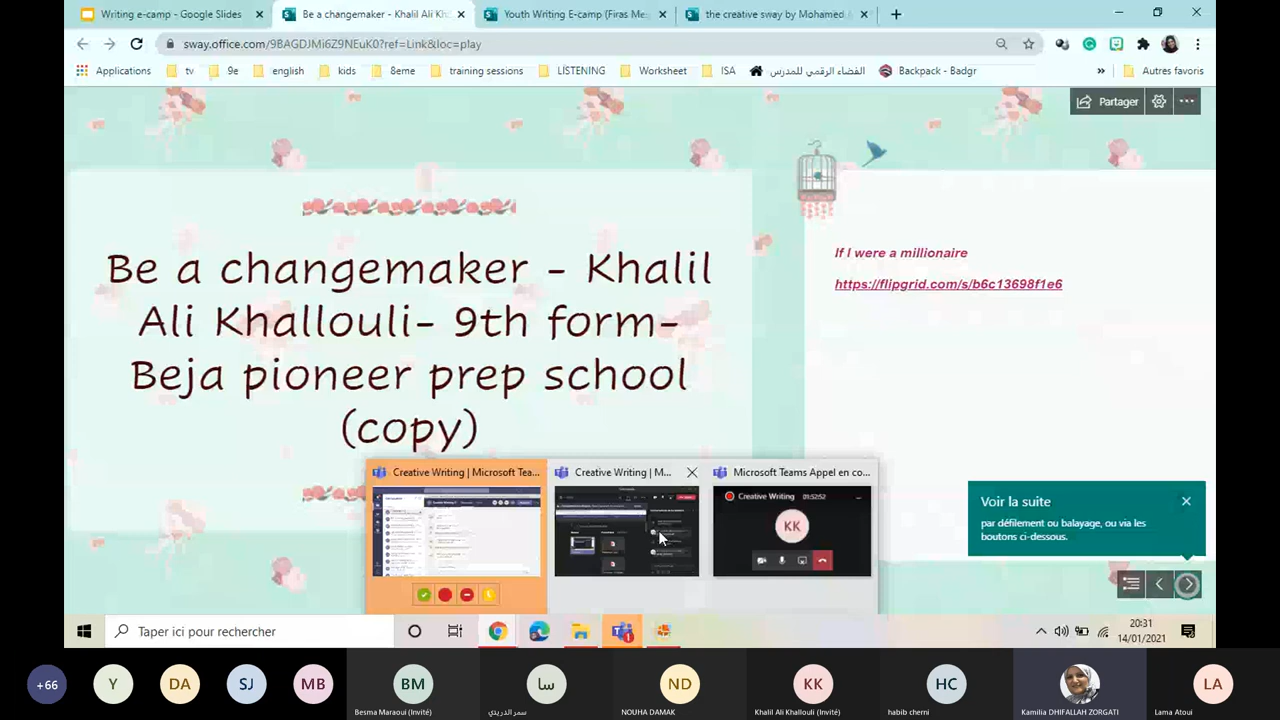 Writing e-camp - Google Slides
Be a changemaker - Khalil Ali Kha
Youth Writing E-camp (Firas Me
the creative sway by Mohamed
sway.office.com/9BAGDJMi6Z9NEuK0?ref=Link&loc=play
Applications
tv
9e
english
kids
8eme
training sessions
LISTENING
Worksheet
ISA
الفضاء الرقمي للمدرس
Backpack - Badgr
»
Autres favoris
Partager
Be a changemaker - Khalil
Ali Khallouli- 9th form-
Beja pioneer prep school
(copy)
If I were a millionaire
https://flipgrid.com/s/b6c13698f1e6
Creative Writing | Microsoft Tea...
Creative Writing | M...
Microsoft Teams Appel en co...
Creative Writing
01:52:52
KK
Voir la suite
par défilement ou balayage, ou via les
boutons ci-dessous.
Taper ici pour rechercher
20:31
14/01/2021
+66
Y
DA
SJ
MB
BM
سا
ND
KK
HC
LA
Besma Maraoui (Invité)
سمر الدريدي
NOUHA DAMAK
Khalil Ali Khallouli (Invité)
habib cherni
Kamilia DHIFALLAH ZORGATI
Lama Atoui